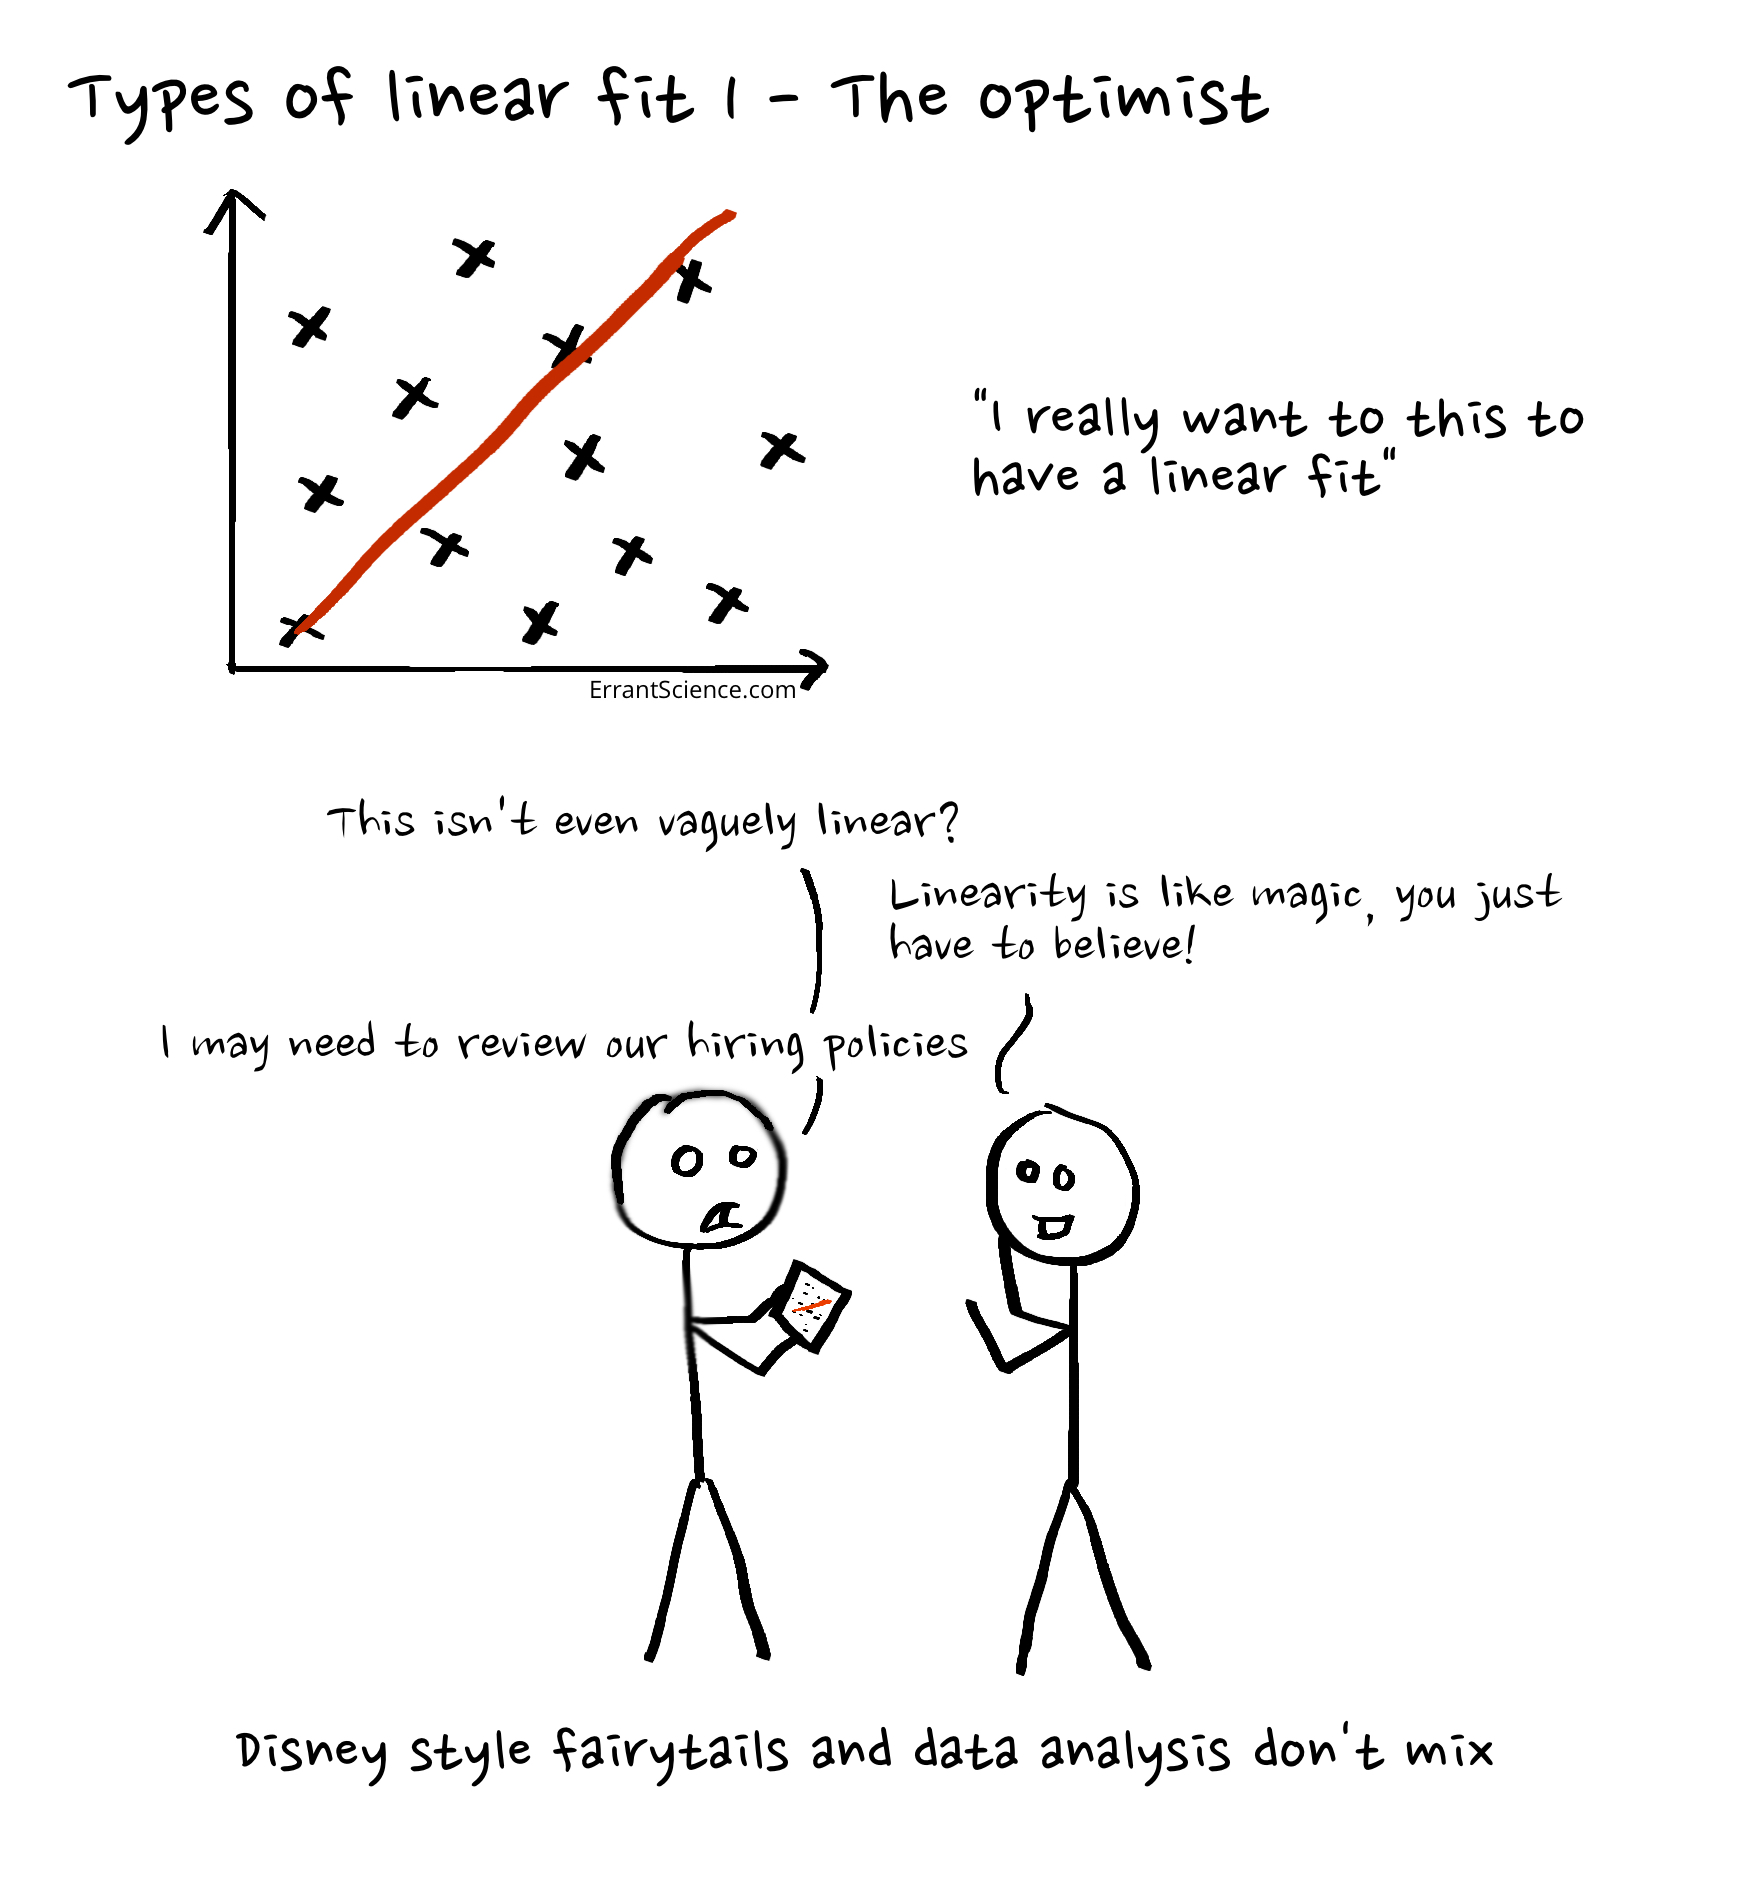 Types of linear fit 1 - The optimist
"I really want to this to
have a linear fit"
ErrantScience.com
This isn't even vaguely linear?
Linearity is like magic, you just
have to believe!
I may need to review our hiring policies
Disney style fairytails and data analysis don't mix